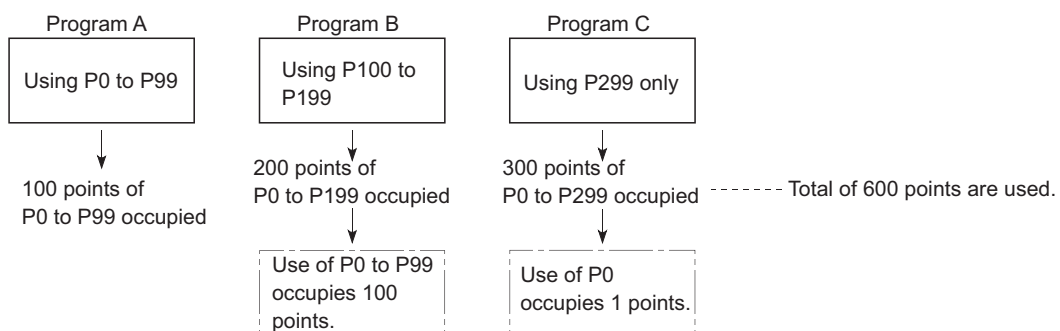 Program A
Program B
Program C
Using P0 to P99
Using P100 to
P199
Using P299 only
100 points of
P0 to P99 occupied
200 points of
P0 to P199 occupied
300 points of
P0 to P299 occupied
Total of 600 points are used.
Use of P0 to P99
occupies 100
points.
Use of P0
occupies 1 points.